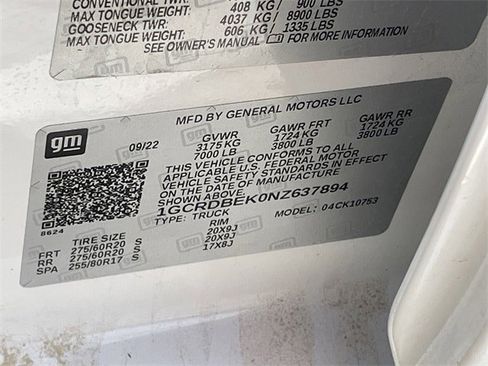 CONVENTIONAL TWR:
MAX TONGUE WEIGHT: 408 KG / 900 LBS
GOOSENECK TWR: 4037 KG / 8900 LBS
MAX TONGUE WEIGHT: 606 KG / 1335 LBS
SEE OWNER'S MANUAL FOR MORE INFORMATION
gm
MFD BY GENERAL MOTORS LLC
09/22 GVWR GAWR FRT GAWR RR
3175 KG 1724 KG 1724 KG
7000 LB 3800 LB 3800 LB
THIS VEHICLE CONFORMS TO ALL
APPLICABLE U.S. FEDERAL MOTOR
VEHICLE SAFETY STANDARDS IN EFFECT
ON THE DATE OF MANUFACTURE
SHOWN ABOVE.
1GCRDBEK0NZ637894
TYPE: TRUCK MODEL: 04CK10753
8624
TIRE SIZE RIM
FRT 275/60R20 S 20X9J
RR 275/60R20 S 20X9J
SPA 255/80R17 S 17X8J